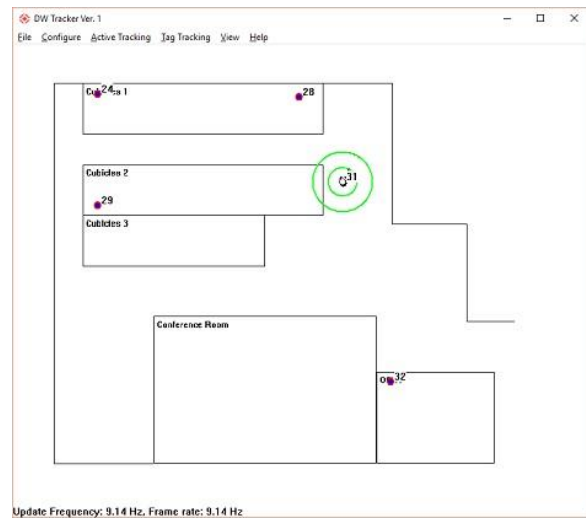 DW Tracker Ver. 1
File Configure Active Tracking Tag Tracking View Help
24 1
28
Cubicles 2
31
29
Cubicles 3
Conference Room
32
Update Frequency: 9.14 Hz, Frame rate: 9.14 Hz